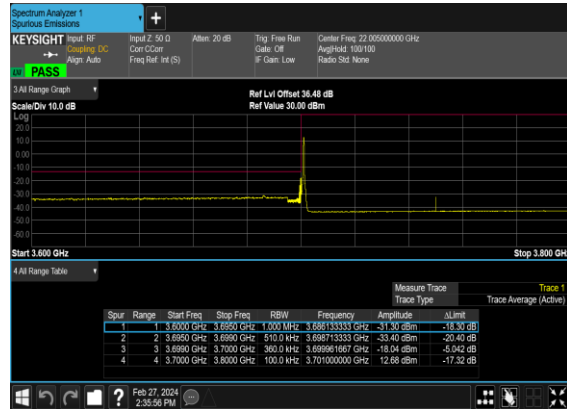 Spectrum Analyzer 1
Spurious Emissions
+
KEYSIGHT Input: RF Input Z: 50 Ω Atten: 20 dB Trig: Free Run Center Freq: 22.005000000 GHz
Coupling: DC Corr CCorr Gate: Off Avg|Hold: 100/100
Align: Auto Freq Ref: Int (S) IF Gain: Low Radio Std: None
PASS
3 All Range Graph
Ref Lvl Offset 36.48 dB
Scale/Div 10.0 dB Ref Value 30.00 dBm
Log
20.0
10.0
0.00
-10.0
-20.0
-30.0
-40.0
-50.0
-60.0
Start 3.600 GHz Stop 3.800 GH
4 All Range Table
Measure Trace Trace 1
Trace Type Trace Average (Active)
Spur Range Start Freq Stop Freq RBW Frequency Amplitude ΔLimit
1 1 3.6000 GHz 3.6950 GHz 1.000 MHz 3.686133333 GHz -31.30 dBm -18.30 dB
2 2 3.6950 GHz 3.6990 GHz 510.0 kHz 3.698713333 GHz -33.40 dBm -20.40 dB
3 3 3.6990 GHz 3.7000 GHz 360.0 kHz 3.699961667 GHz -18.04 dBm -5.042 dB
4 4 3.7000 GHz 3.8000 GHz 100.0 kHz 3.701000000 GHz 12.68 dBm -17.32 dB
?
Feb 27, 2024
2:35:56 PM